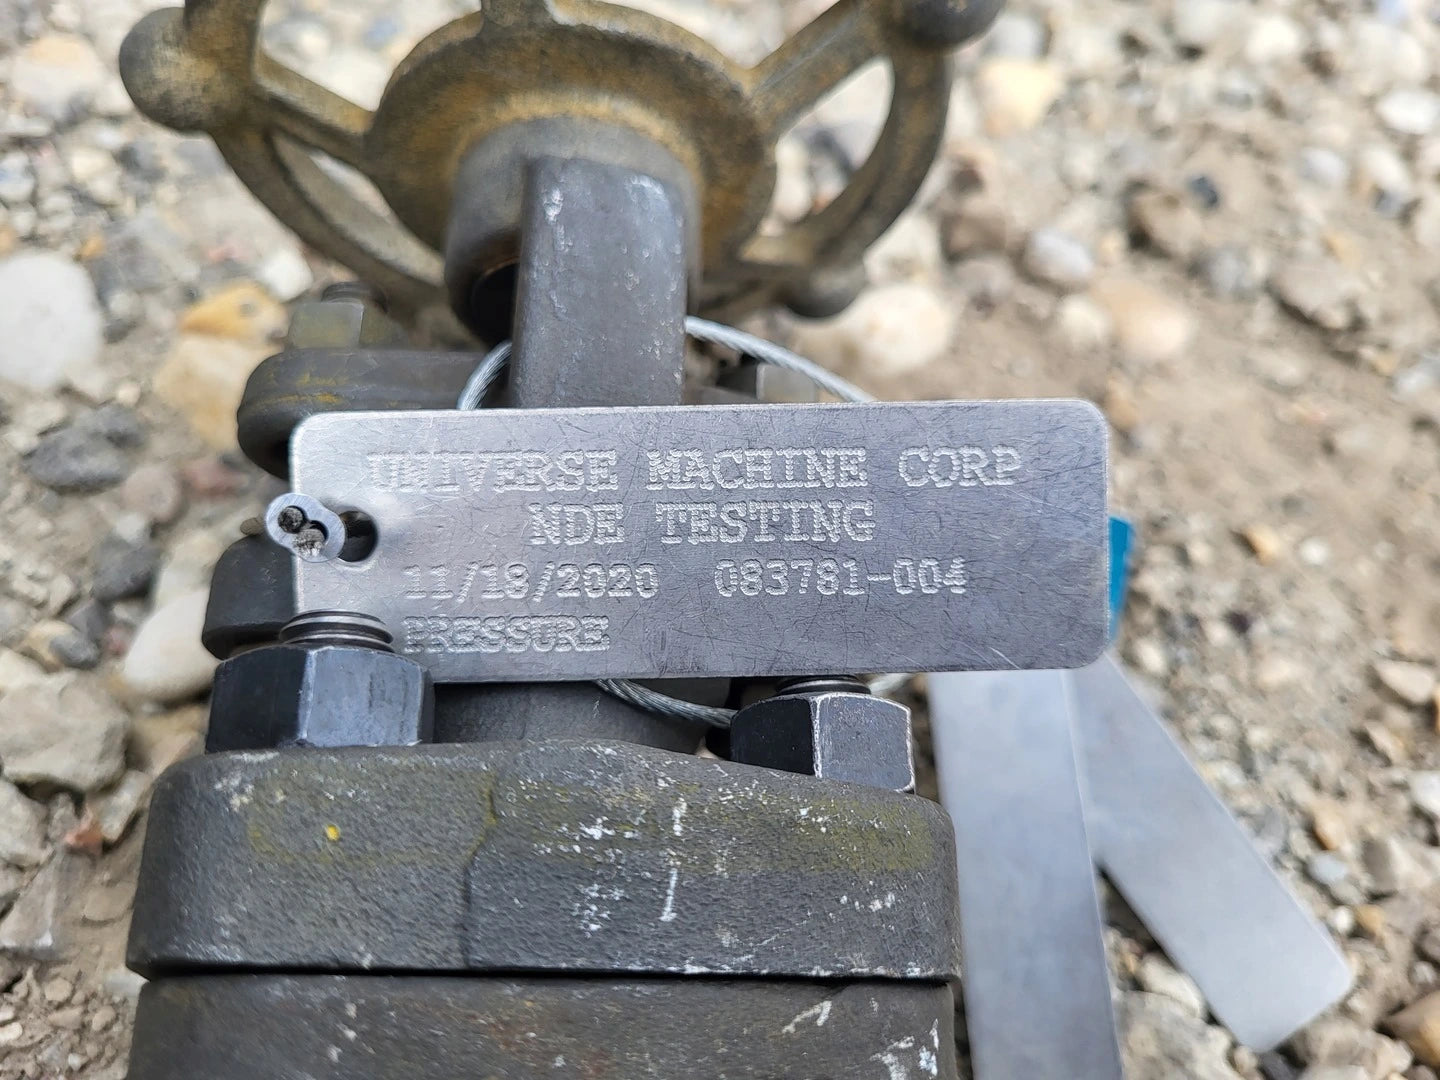 UNIVERSE MACHINE CORP
NDE TESTING
11/18/2020 083781-004
PRESSURE